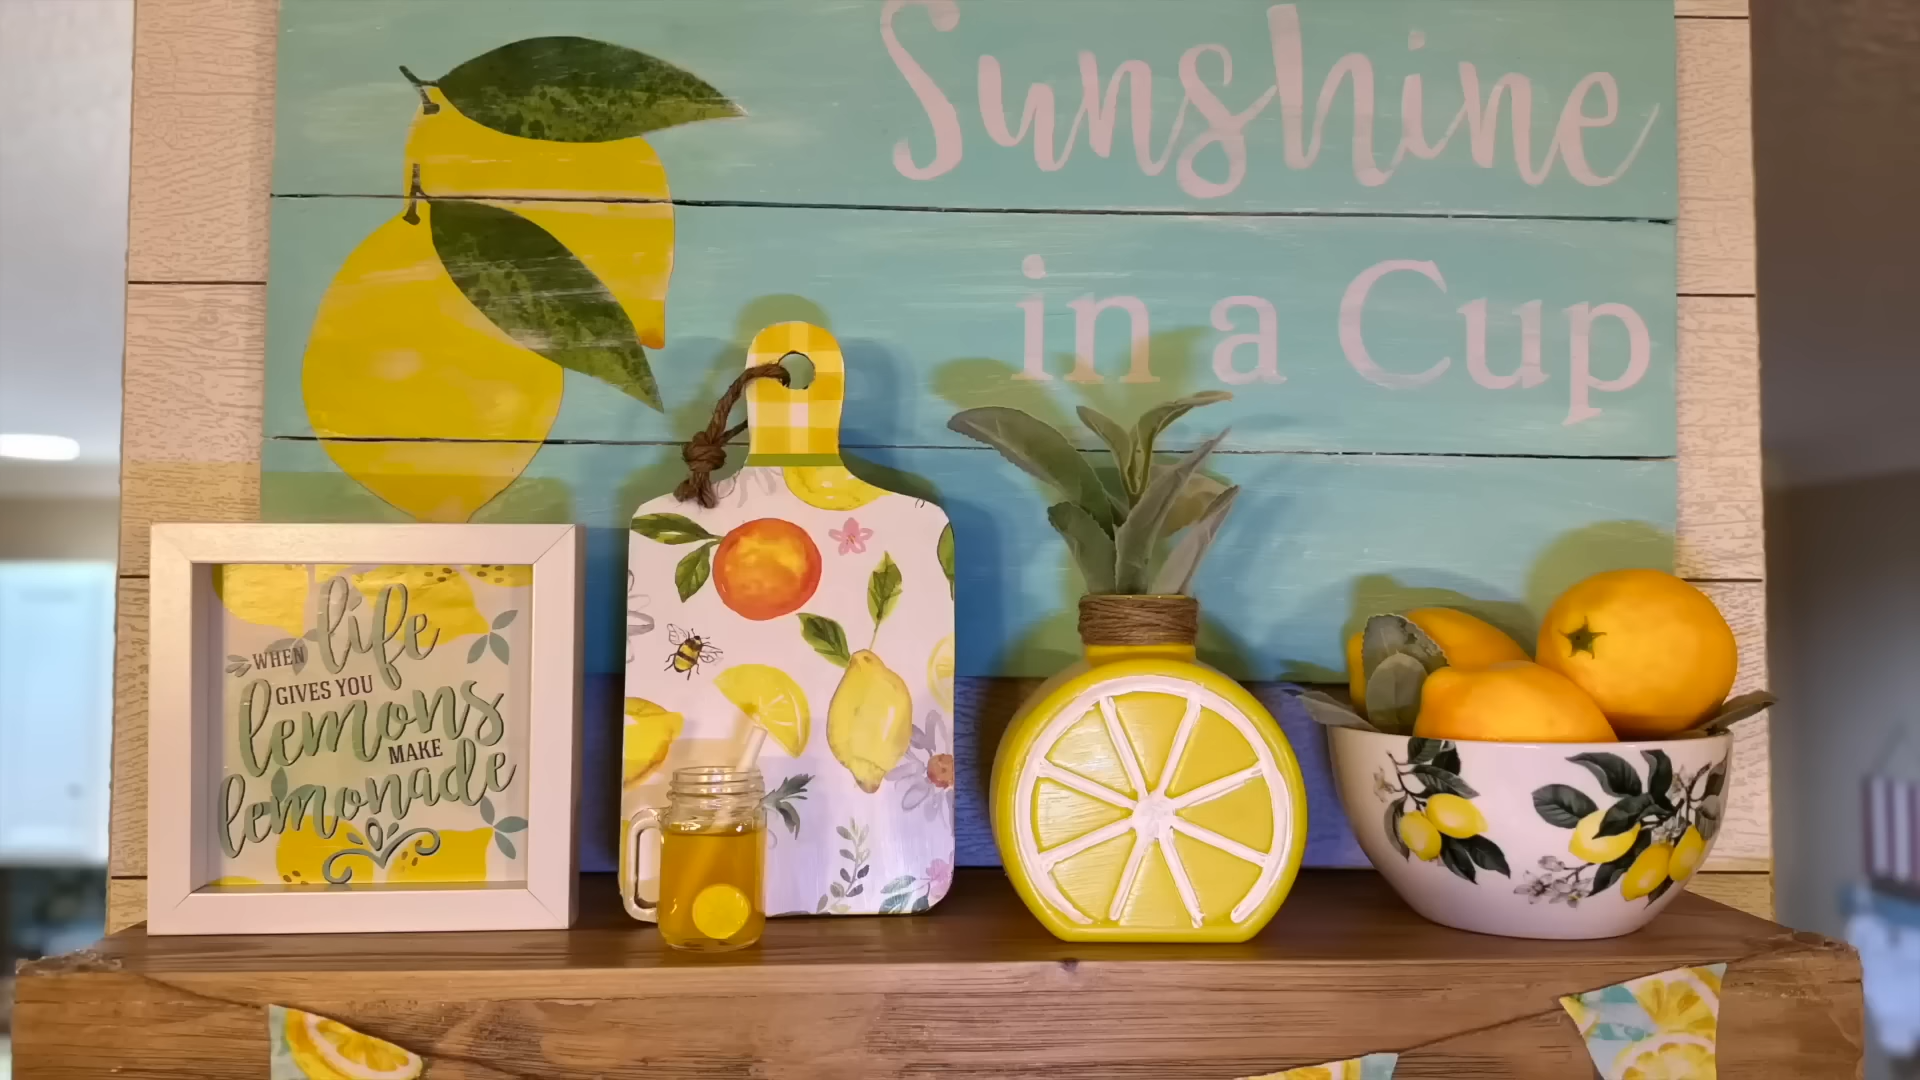 Sunshine
in a Cup
WHEN life
GIVES YOU
lemons
MAKE
lemonade